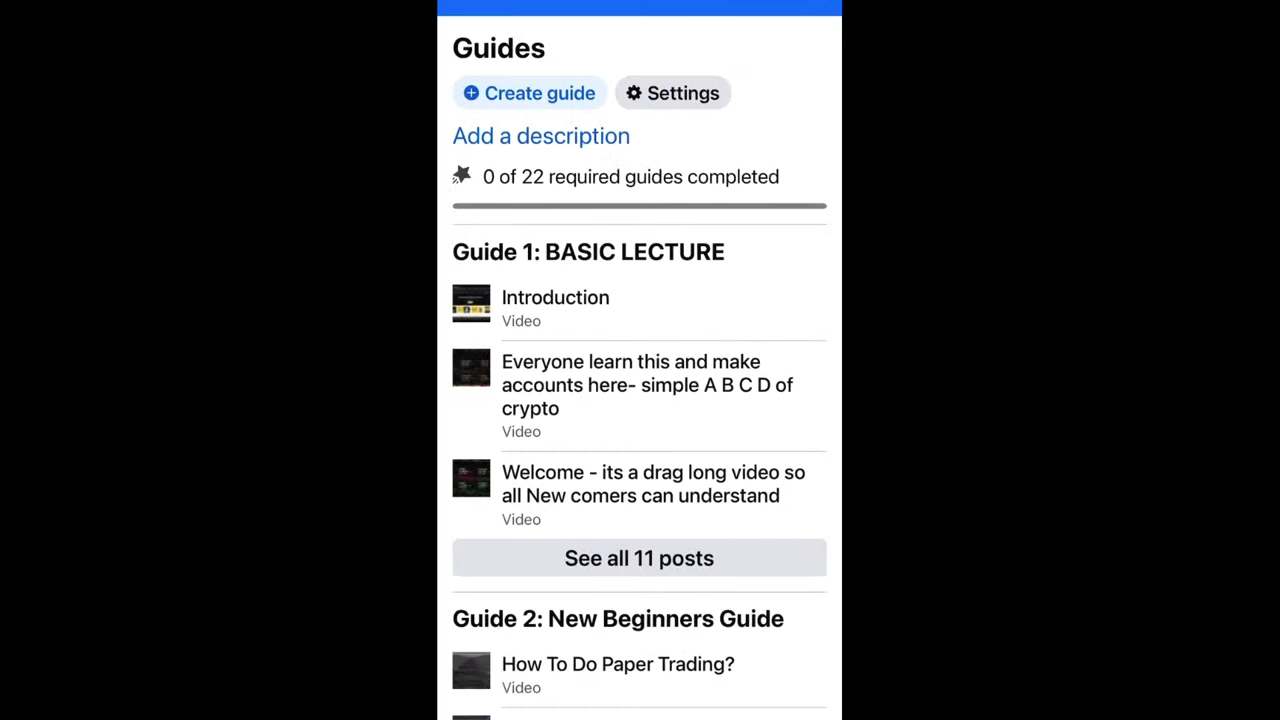 Guides
Create guide
Settings
Add a description
0 of 22 required guides completed
Guide 1: BASIC LECTURE
Introduction
Video
Everyone learn this and make
accounts here- simple A B C D of
crypto
Video
Welcome - its a drag long video so
all New comers can understand
Video
See all 11 posts
Guide 2: New Beginners Guide
How To Do Paper Trading?
Video